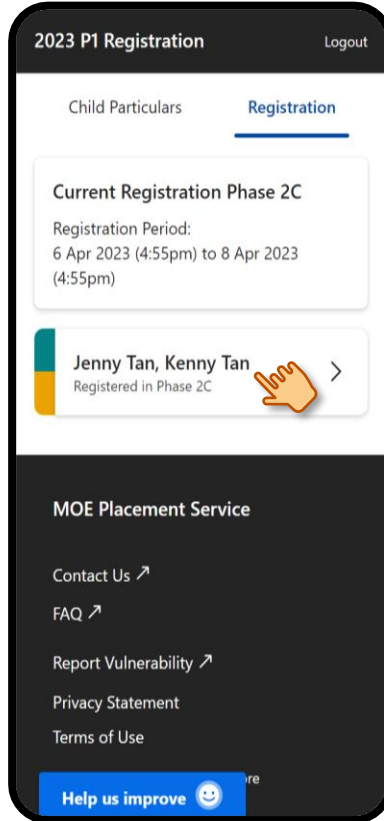 2023 P1 Registration Logout
Child Particulars Registration
Current Registration Phase 2C
Registration Period:
6 Apr 2023 (4:55pm) to 8 Apr 2023
(4:55pm)
Jenny Tan, Kenny Tan
Registered in Phase 2C
MOE Placement Service
Contact Us ↗
FAQ ↗
Report Vulnerability ↗
Privacy Statement
Terms of Use
Help us improve